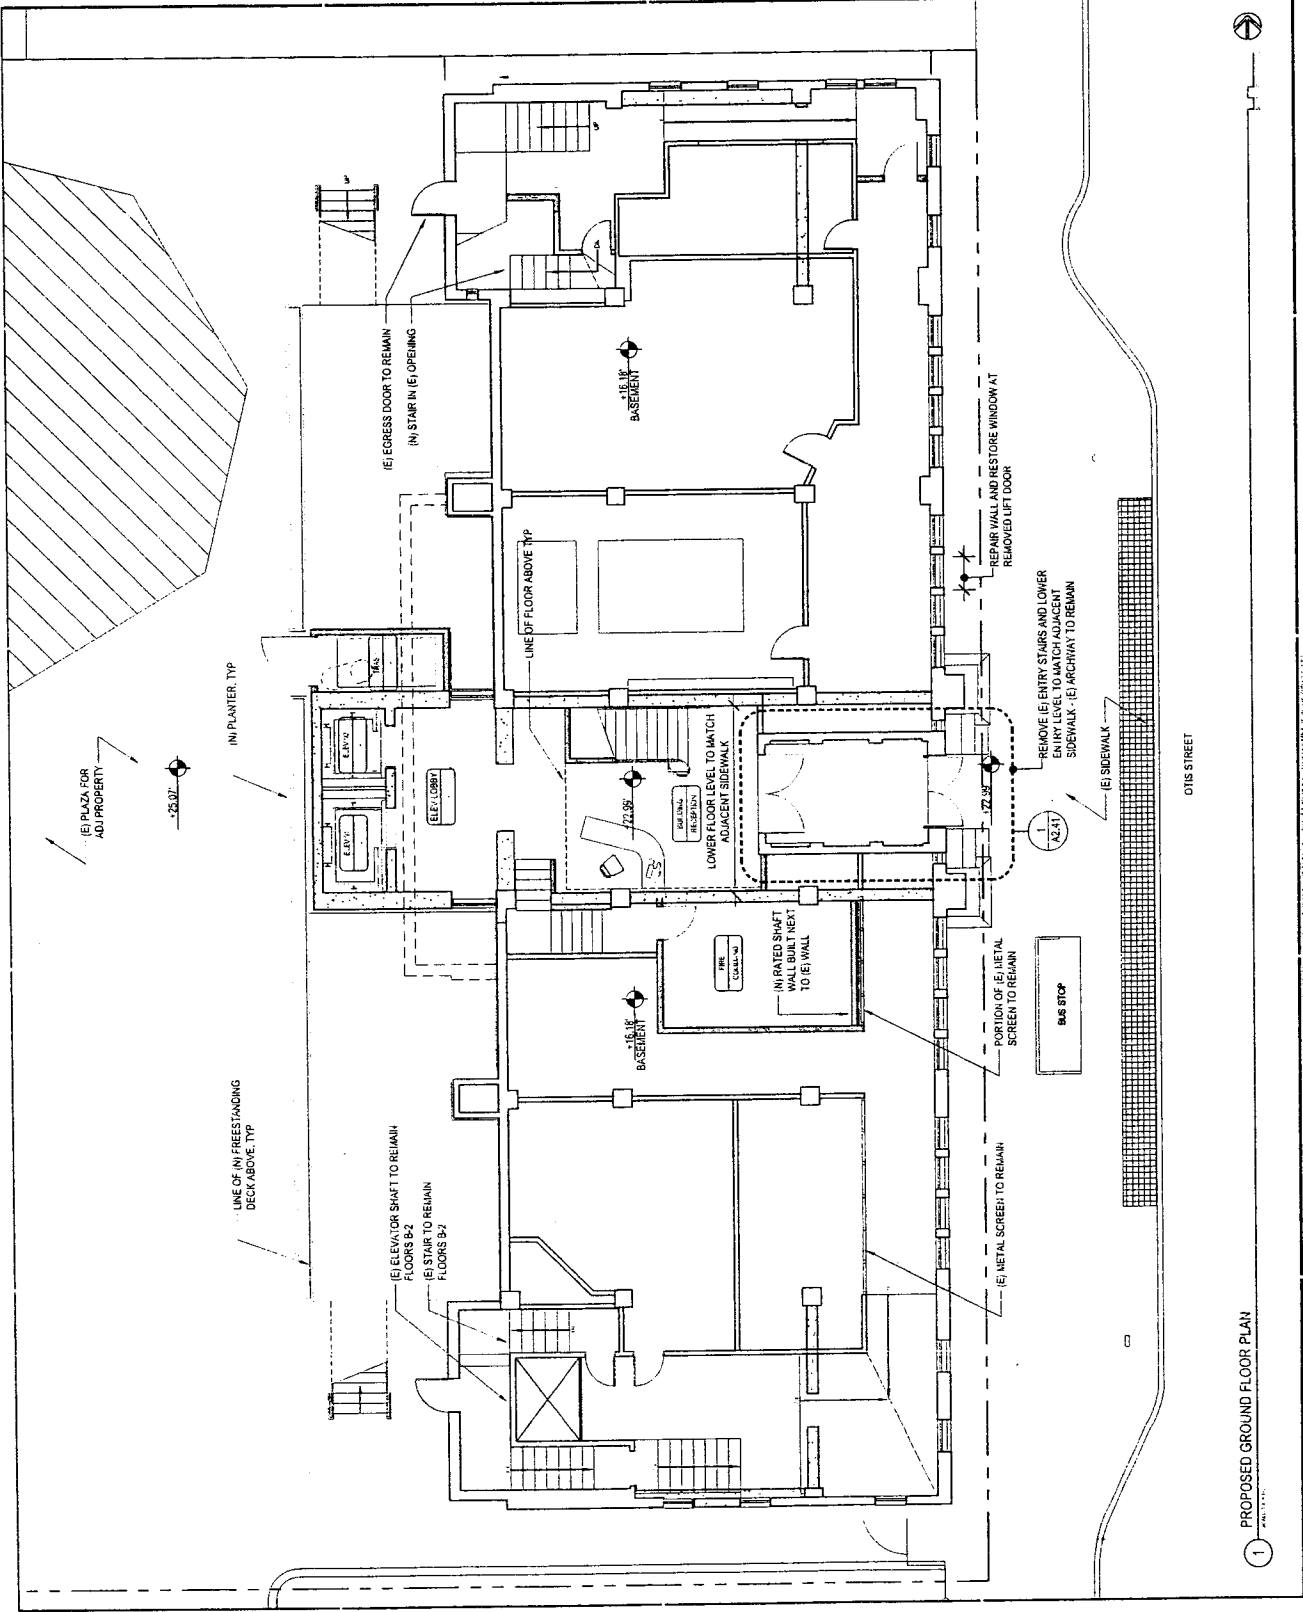 (E) PLAZA FOR
ADJ PROPERTY
+25.07'
(N) PLANTER, TYP
LINE OF (N) FREESTANDING
DECK ABOVE, TYP
(E) EGRESS DOOR TO REMAIN
(N) STAIR IN (E) OPENING
(E) ELEVATOR SHAFT TO REMAIN
FLOORS B-2
(E) STAIR TO REMAIN
FLOORS B-2
UP
UP
DN
ELEV LOBBY
LINE OF FLOOR ABOVE TYP
+16.18'
BASEMENT
+16.18'
BASEMENT
+22.99'
BUILDING
RECEPTION
LOWER FLOOR LEVEL TO MATCH
ADJACENT SIDEWALK
FIRE
(N) RATED SHAFT
WALL BUILT NEXT
TO (E) WALL
+22.99'
REPAIR WALL AND RESTORE WINDOW AT
REMOVED LIFT DOOR
REMOVE (E) ENTRY STAIRS AND LOWER
ENTRY LEVEL TO MATCH ADJACENT
SIDEWALK - (E) ARCHWAY TO REMAIN
1
A2.41
PORTION OF (E) METAL
SCREEN TO REMAIN
(E) METAL SCREEN TO REMAIN
BUS STOP
(E) SIDEWALK
OTIS STREET
1
PROPOSED GROUND FLOOR PLAN